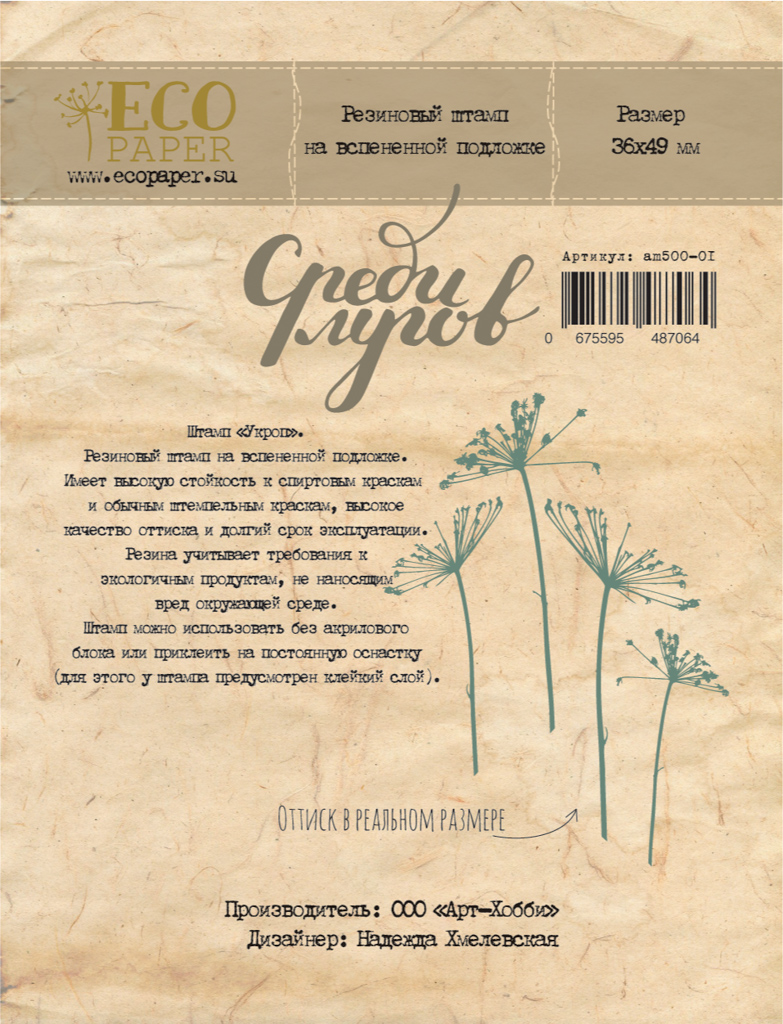 ECO
PAPER
www.ecopaper.su
Резиновый штамп
на вспененной подложке
Размер
36x49 мм
Среди
лугов
Артикул: am500-01
0 675595 487064
Штамп «Укроп».
Резиновый штамп на вспененной подложке.
Имеет высокую стойкость к спиртовым краскам
и обычным штемпельным краскам, высокое
качество оттиска и долгий срок эксплуатации.
Резина учитывает требования к
экологичным продуктам, не наносящим
вред окружающей среде.
Штамп можно использовать без акрилового
блока или приклеить на постоянную оснастку
(для этого у штампа предусмотрен клейкий слой).
Оттиск в реальном размере
Производитель: ООО «Арт-Хобби»
Дизайнер: Надежда Хмелевская